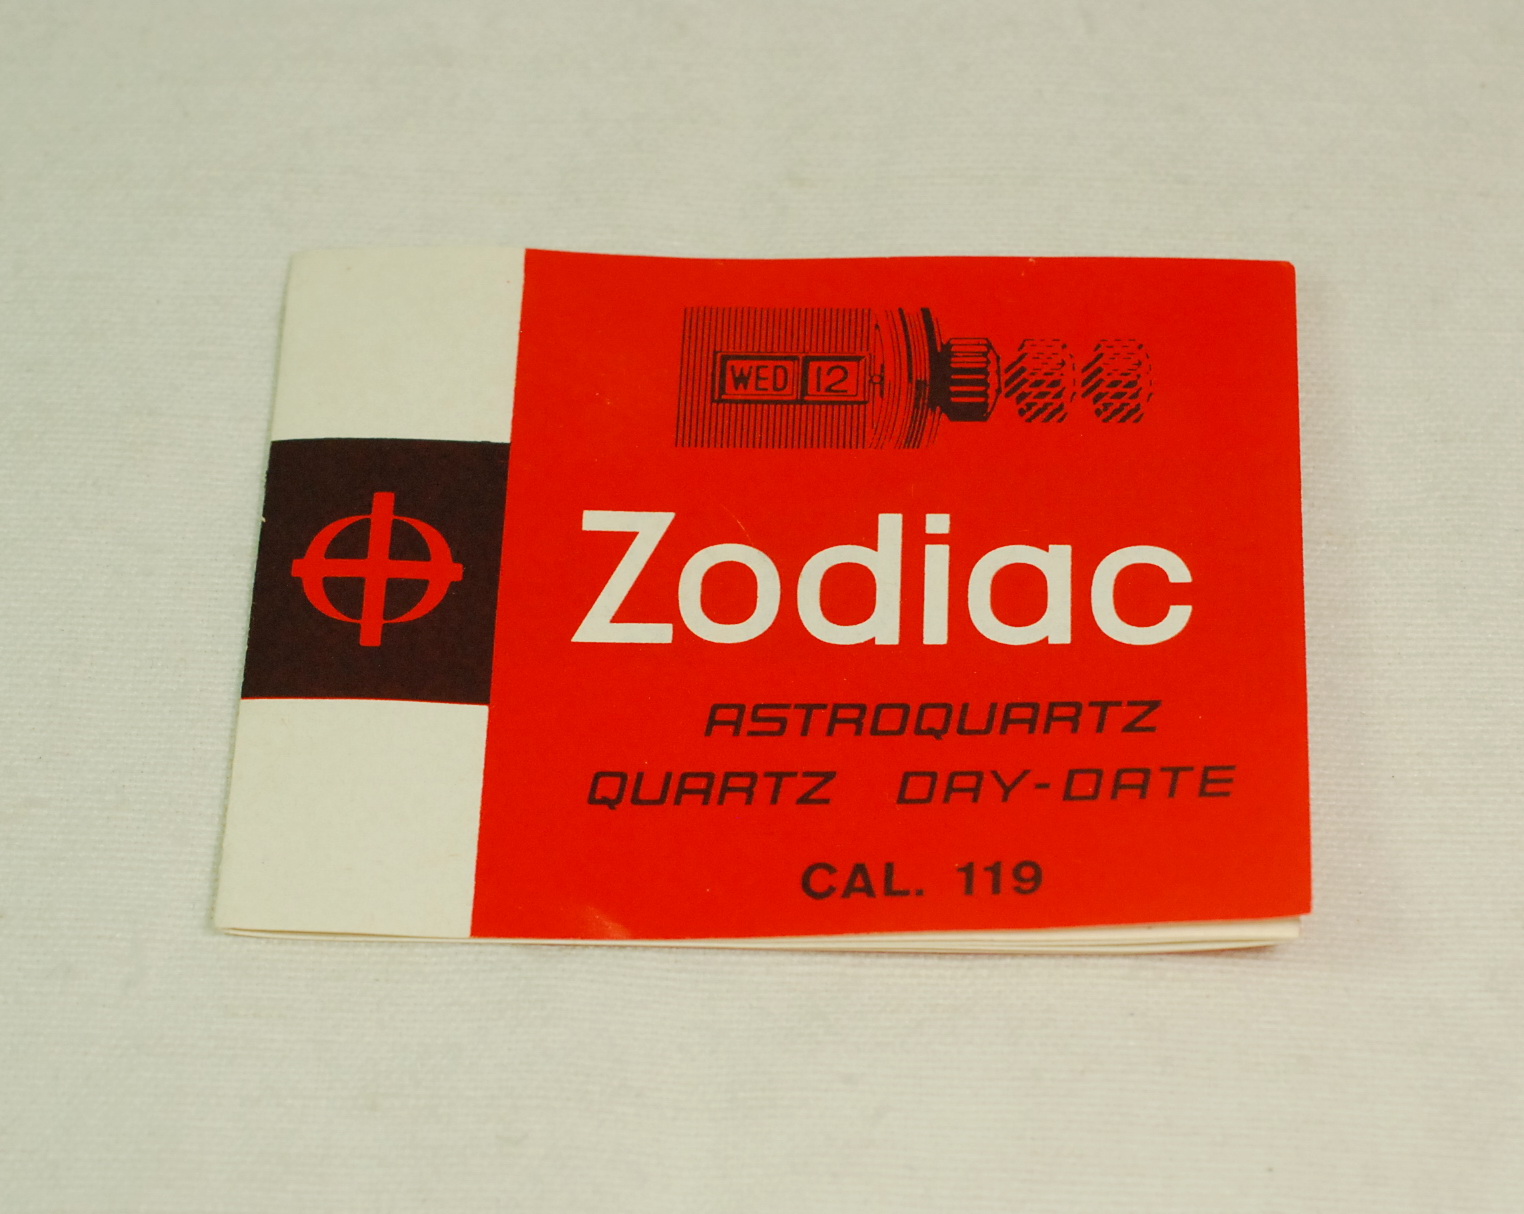 WED 12
Zodiac
ASTROQUARTZ
QUARTZ DAY-DATE
CAL. 119